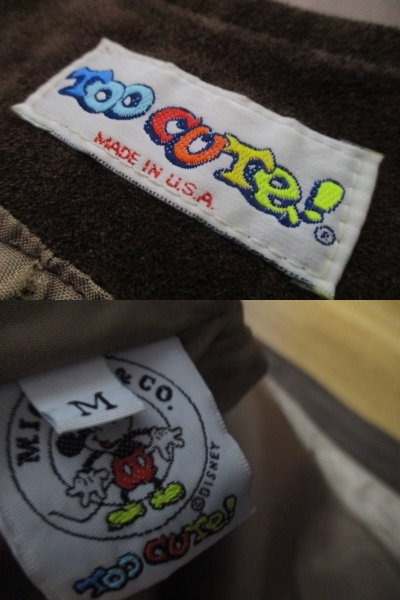 TOO CUTE!
MADE IN U.S.A.
®
M
& CO.
© DISNEY
TOO CUTE!